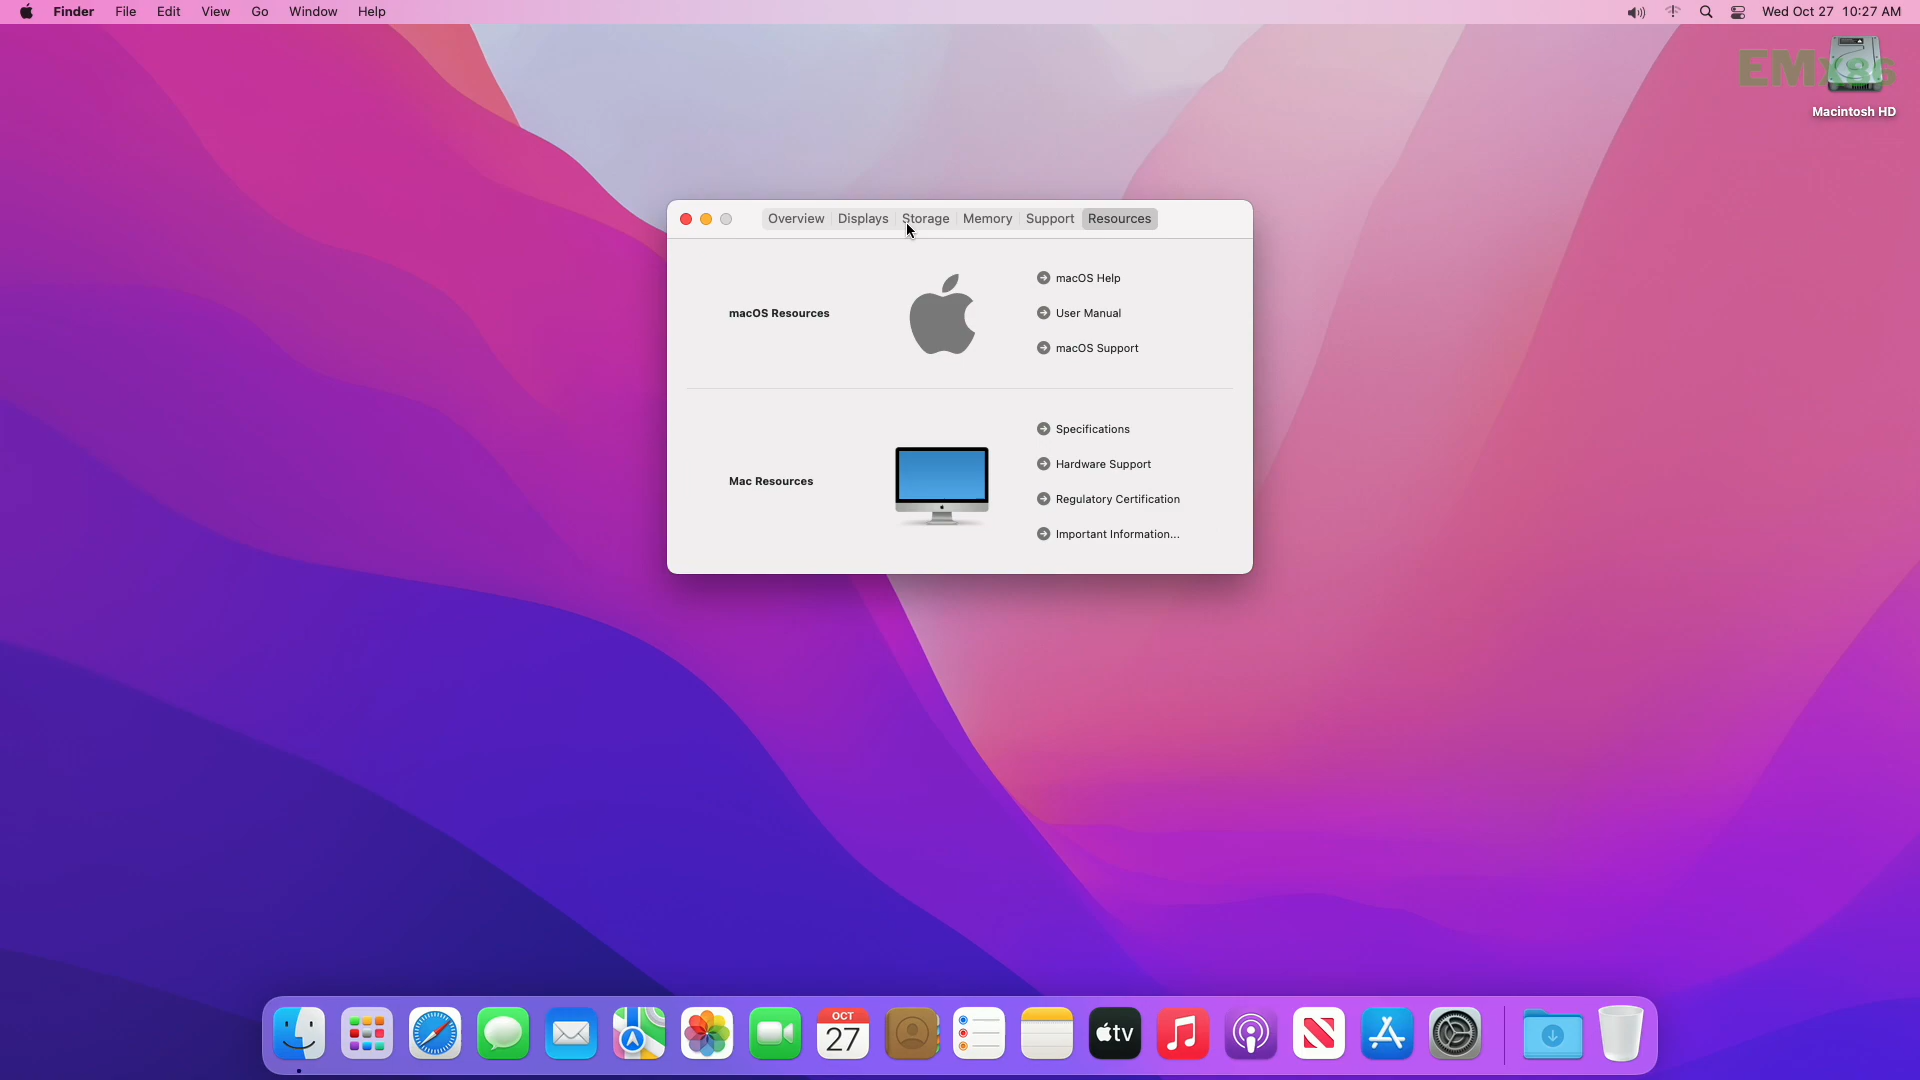 Finder File Edit View Go Window Help Wed Oct 27 10:27 AM
EMx86
Macintosh HD
Overview Displays Storage Memory Support Resources
macOS Help
macOS Resources User Manual
macOS Support
Specifications
Hardware Support
Mac Resources
Regulatory Certification
Important Information...
OCT
27
tv